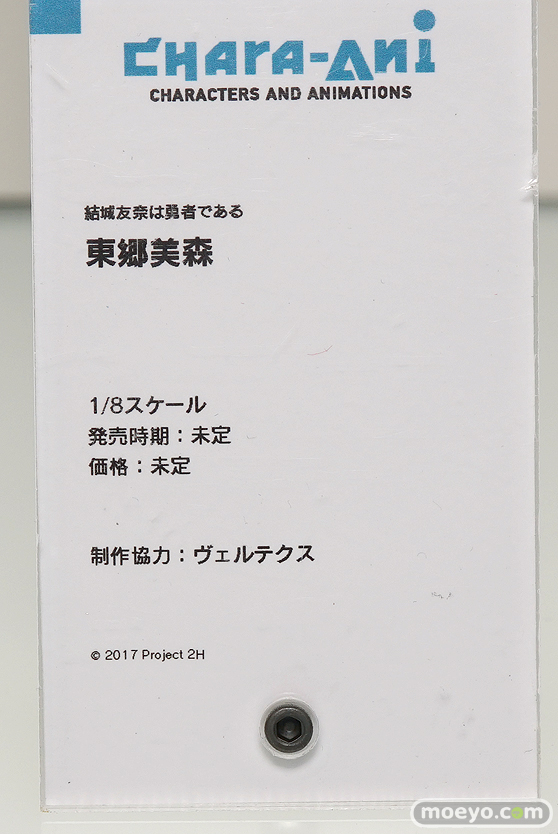 CHARA-ANI
CHARACTERS AND ANIMATIONS
結城友奈は勇者である
東郷美森
1/8スケール
発売時期：未定
価格：未定
制作協力：ヴェルテクス
© 2017 Project 2H
moeyo.com